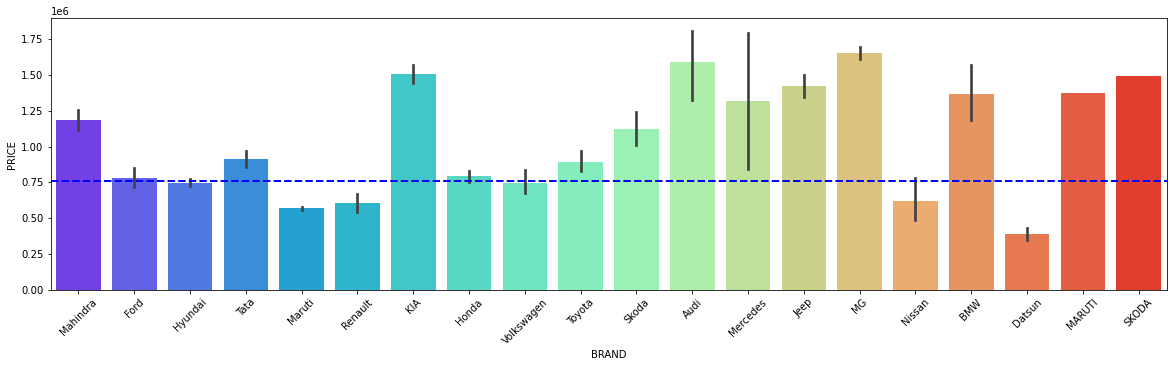 1e6
1.75
1.50
1.25
1.00
0.75
0.50
0.25
0.00
PRICE
Mahindra
Ford
Hyundai
Tata
Maruti
Renault
KIA
Honda
Volkswagen
Toyota
Skoda
Audi
Mercedes
Jeep
MG
Nissan
BMW
Datsun
MARUTI
SKODA
BRAND